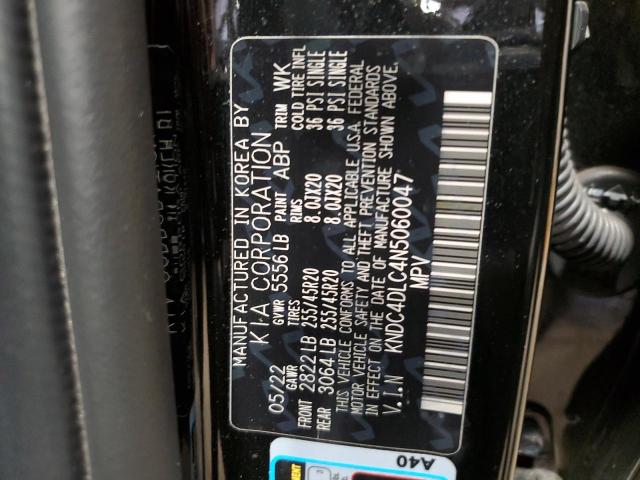 MANUFACTURED IN KOREA BY
KIA CORPORATION
05/22 GVWR 5556 LB PAINT ABP TRIM WK
GAWR TIRES RIMS COLD TIRE INFL
FRONT 2822 LB 255/45R20 8.0JX20 36 PSI SINGLE
REAR 3064 LB 255/45R20 8.0JX20 36 PSI SINGLE
THIS VEHICLE CONFORMS TO ALL APPLICABLE U.S.A. FEDERAL
MOTOR VEHICLE SAFETY AND THEFT PREVENTION STANDARDS
IN EFFECT ON THE DATE OF MANUFACTURE SHOWN ABOVE.
V.I.N KNDC4DLC4N5060047
MPV
A40